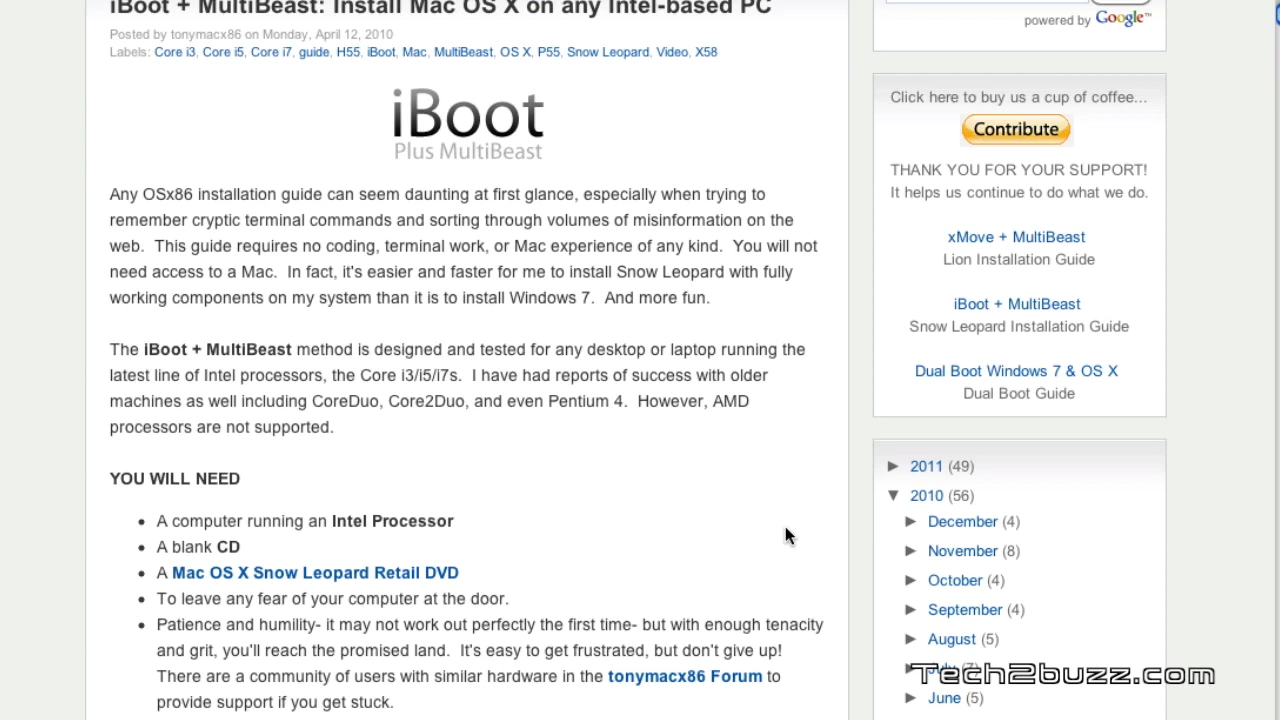 iBoot + MultiBeast: Install Mac OS X on any Intel-based PC
Posted by tonymacx86 on Monday, April 12, 2010
Labels: Core i3, Core i5, Core i7, guide, H55, iBoot, Mac, MultiBeast, OS X, P55, Snow Leopard, Video, X58
iBoot
Plus MultiBeast
Any OSx86 installation guide can seem daunting at first glance, especially when trying to
remember cryptic terminal commands and sorting through volumes of misinformation on the
web.  This guide requires no coding, terminal work, or Mac experience of any kind.  You will not
need access to a Mac.  In fact, it's easier and faster for me to install Snow Leopard with fully
working components on my system than it is to install Windows 7.  And more fun.
The iBoot + MultiBeast method is designed and tested for any desktop or laptop running the
latest line of Intel processors, the Core i3/i5/i7s.  I have had reports of success with older
machines as well including CoreDuo, Core2Duo, and even Pentium 4.  However, AMD
processors are not supported.
YOU WILL NEED
• A computer running an Intel Processor
• A blank CD
• A Mac OS X Snow Leopard Retail DVD
• To leave any fear of your computer at the door.
• Patience and humility- it may not work out perfectly the first time- but with enough tenacity
and grit, you'll reach the promised land.  It's easy to get frustrated, but don't give up!
There are a community of users with similar hardware in the tonymacx86 Forum to
provide support if you get stuck.
powered by Google™
Click here to buy us a cup of coffee...
Contribute
THANK YOU FOR YOUR SUPPORT!
It helps us continue to do what we do.
xMove + MultiBeast
Lion Installation Guide
iBoot + MultiBeast
Snow Leopard Installation Guide
Dual Boot Windows 7 & OS X
Dual Boot Guide
► 2011 (49)
▼ 2010 (56)
► December (4)
► November (8)
► October (4)
► September (4)
► August (5)
► July (7)
Tech2buzz.com
► June (5)